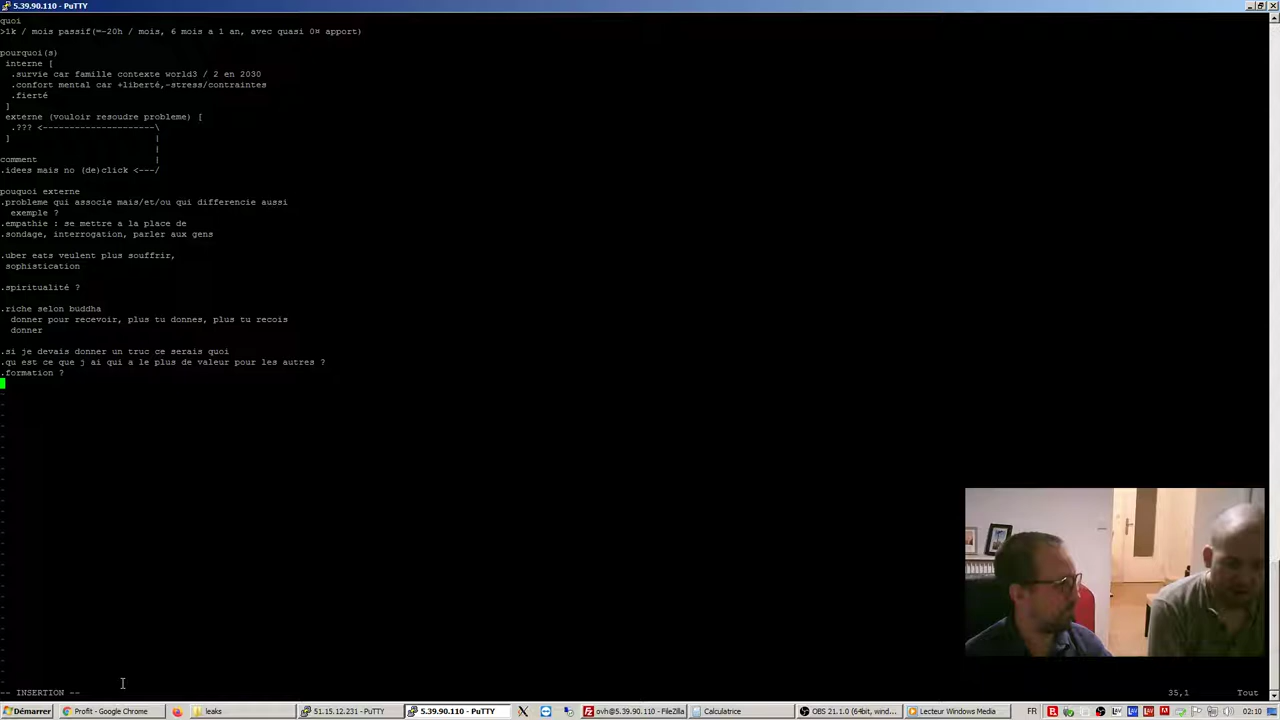 5.39.90.110 - PuTTY
quoi
>1k / mois passif(=-20h / mois, 6 mois a 1 an, avec quasi 0¤ apport)
pourquoi(s)
interne [
.survie car famille contexte world3 / 2 en 2030
.confort mental car +liberté,-stress/contraintes
.fierté
]
externe (vouloir resoudre probleme) [
.??? <----------------------\
]                            |
|
comment                      |
.idees mais no (de)click <---/
pouquoi externe
.probleme qui associe mais/et/ou qui differencie aussi
exemple ?
.empathie : se mettre a la place de
.sondage, interrogation, parler aux gens
.uber eats veulent plus souffrir,
sophistication
.spiritualité ?
.riche selon buddha
donner pour recevoir, plus tu donnes, plus tu recois
donner
.si je devais donner un truc ce serais quoi
.qu est ce que j ai qui a le plus de valeur pour les autres ?
.formation ?
-- INSERTION --
35,1
Tout
Démarrer
Profit - Google Chrome
leaks
51.15.12.231 - PuTTY
5.39.90.110 - PuTTY
ovh@5.39.90.110 - FileZilla
Calculatrice
OBS 21.1.0 (64bit, wind...
Lecteur Windows Media
FR
02:10